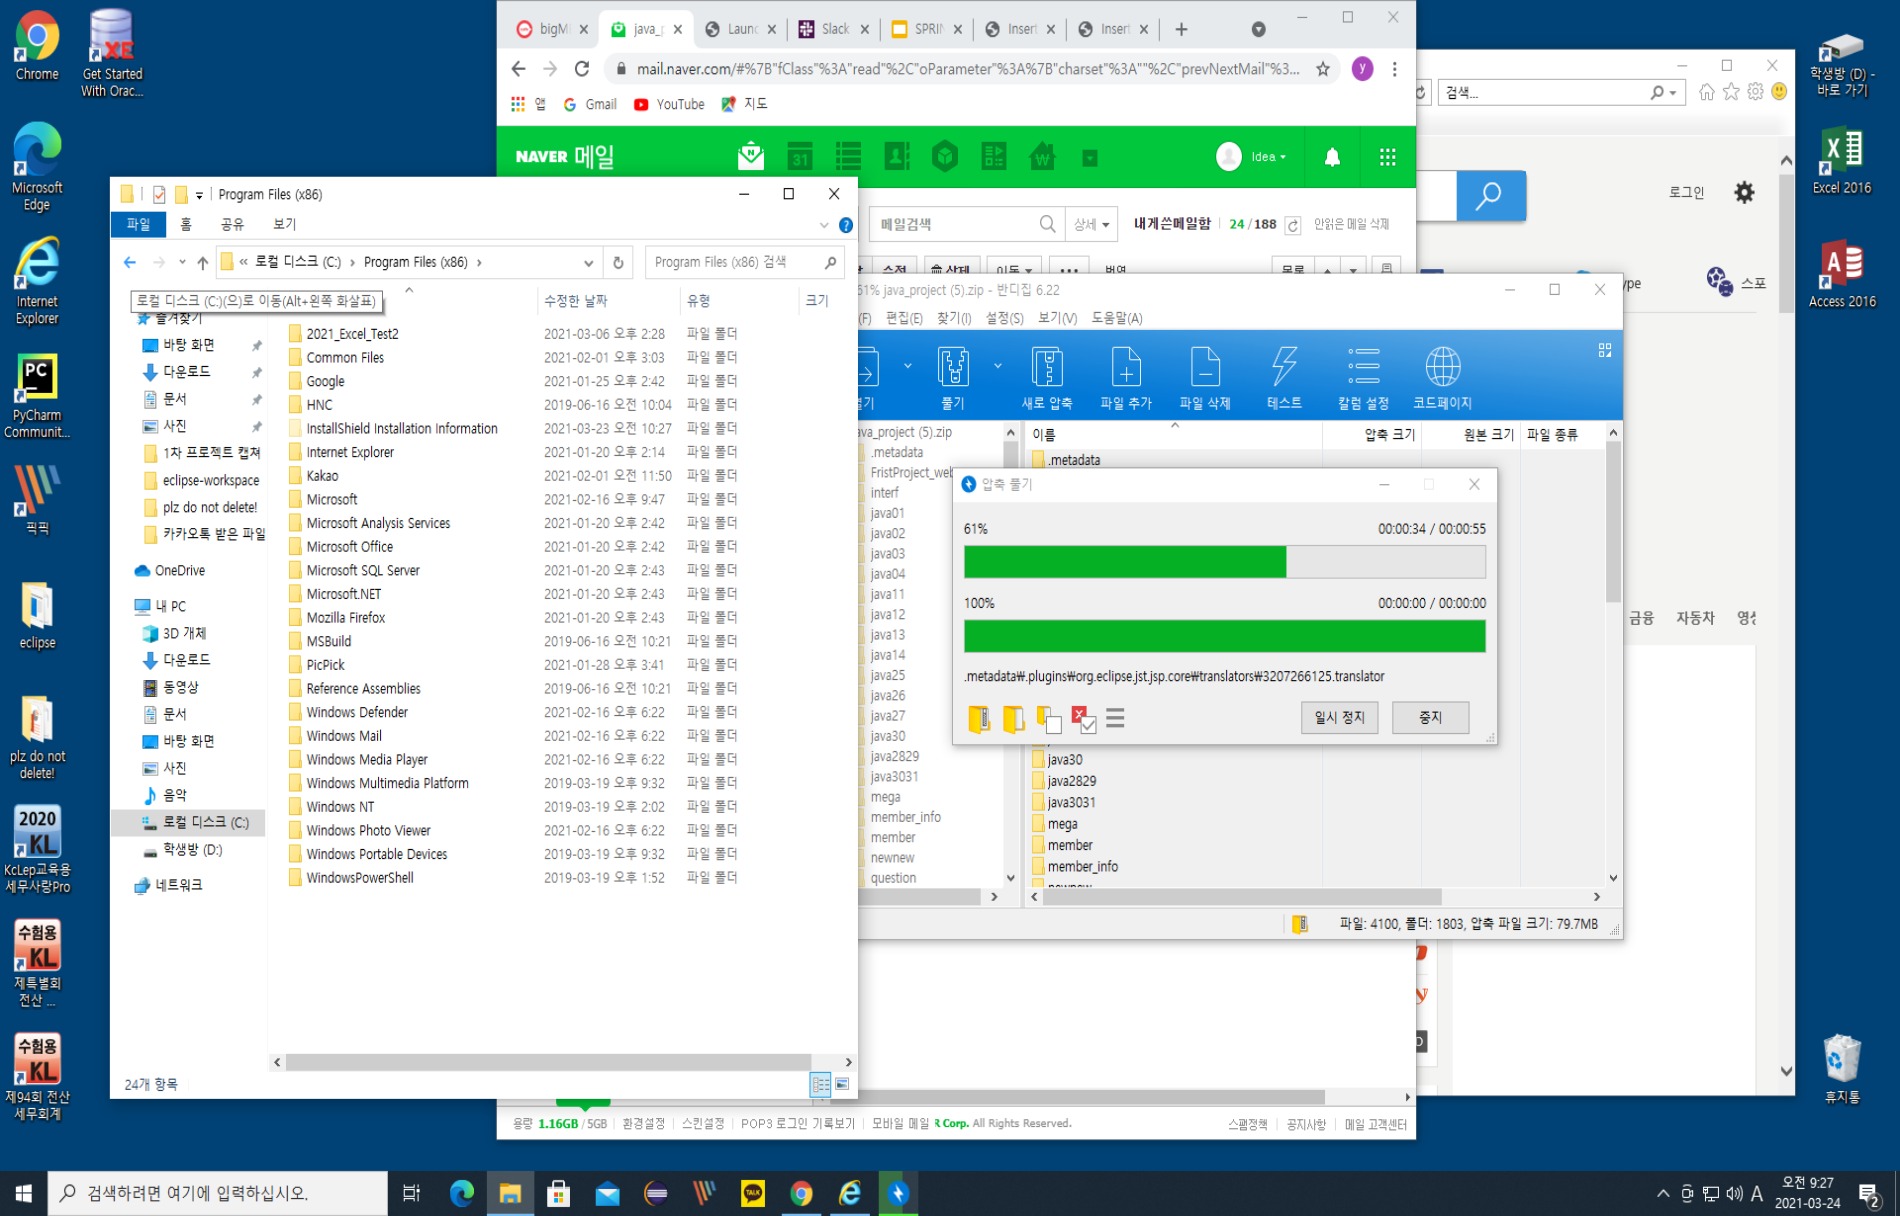 Chrome
Get Started
With Orac...
Microsoft
Edge
Internet
Explorer
PyCharm
Communit...
픽픽
eclipse
plz do not
delete!
2020
KL
KcLep교육용
세무사랑Pro
수험용
KL
제특별회
전산 ...
수험용
KL
제94회 전산
세무회계
학생방 (D) -
바로 가기
Excel 2016
Access 2016
휴지통
java_p
Launc
Slack
SPRIN
Insert
Insert
mail.naver.com/#%7B"fClass"%3A"read"%2C"oParameter"%3A%7B"charset"%3A""%2C"prevNextMail"%3...
y
앱
Gmail
YouTube
지도
NAVER 메일
31
Idea
메일검색
상세
내게쓴메일함
24 / 188
안읽은 메일 삭제
검색...
로그인
스포
금융
자동차
Program Files (x86)
파일
홈
공유
보기
« 로컬 디스크 (C:) › Program Files (x86) ›
Program Files (x86) 검색
로컬 디스크 (C:)(으)로 이동(Alt+왼쪽 화살표)
수정한 날짜
유형
크기
즐겨찾기
바탕 화면
다운로드
문서
사진
1차 프로젝트 캡쳐
eclipse-workspace
plz do not delete!
카카오톡 받은 파일
OneDrive
내 PC
3D 개체
다운로드
동영상
문서
바탕 화면
사진
음악
로컬 디스크 (C:)
학생방 (D:)
네트워크
2021_Excel_Test2 2021-03-06 오후 2:28 파일 폴더
Common Files 2021-02-01 오후 3:03 파일 폴더
Google 2021-01-25 오후 2:42 파일 폴더
HNC 2019-06-16 오전 10:04 파일 폴더
InstallShield Installation Information 2021-03-23 오전 10:27 파일 폴더
Internet Explorer 2021-01-20 오후 2:14 파일 폴더
Kakao 2021-02-01 오전 11:50 파일 폴더
Microsoft 2021-02-16 오후 9:47 파일 폴더
Microsoft Analysis Services 2021-01-20 오후 2:42 파일 폴더
Microsoft Office 2021-01-20 오후 2:42 파일 폴더
Microsoft SQL Server 2021-01-20 오후 2:43 파일 폴더
Microsoft.NET 2021-01-20 오후 2:43 파일 폴더
Mozilla Firefox 2021-01-20 오후 2:43 파일 폴더
MSBuild 2019-06-16 오전 10:21 파일 폴더
PicPick 2021-01-28 오후 3:41 파일 폴더
Reference Assemblies 2019-06-16 오전 10:21 파일 폴더
Windows Defender 2021-02-16 오후 6:22 파일 폴더
Windows Mail 2021-02-16 오후 6:22 파일 폴더
Windows Media Player 2021-02-16 오후 6:22 파일 폴더
Windows Multimedia Platform 2019-03-19 오후 9:32 파일 폴더
Windows NT 2019-03-19 오후 2:02 파일 폴더
Windows Photo Viewer 2021-02-16 오후 6:22 파일 폴더
Windows Portable Devices 2019-03-19 오후 9:32 파일 폴더
WindowsPowerShell 2019-03-19 오후 1:52 파일 폴더
24개 항목
61% java_project (5).zip - 반디집 6.22
편집(E)
찾기(I)
설정(S)
보기(V)
도움말(A)
풀기
새로 압축
파일 추가
파일 삭제
테스트
칼럼 설정
코드페이지
ava_project (5).zip
.metadata
FristProject_web
interf
java01
java02
java03
java04
java11
java12
java13
java14
java25
java26
java27
java30
java2829
java3031
mega
member_info
member
newnew
question
이름
압축 크기
원본 크기
파일 종류
.metadata
java30
java2829
java3031
mega
member
member_info
파일: 4100, 폴더: 1803, 압축 파일 크기: 79.7MB
압축 풀기
61%
00:00:34 / 00:00:55
100%
00:00:00 / 00:00:00
.metadata₩.plugins₩org.eclipse.jst.jsp.core₩translators₩3207266125.translator
일시 정지
중지
용량 1.16GB / 5GB
환경설정
스킨설정
POP3 로그인 기록보기
모바일 메일
R Corp. All Rights Reserved.
스팸정책
공지사항
메일 고객센터
검색하려면 여기에 입력하십시오.
TALK
A
오전 9:27
2021-03-24
2